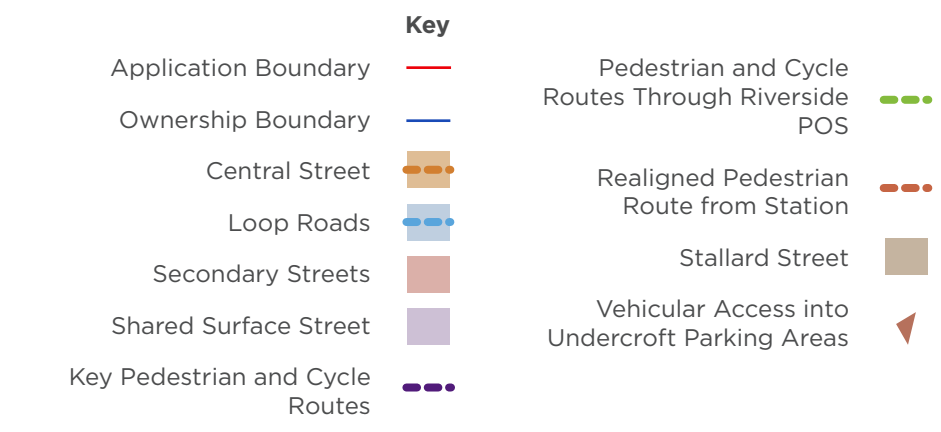 Key
Application Boundary
Ownership Boundary
Central Street
Loop Roads
Secondary Streets
Shared Surface Street
Key Pedestrian and Cycle
Routes
Pedestrian and Cycle
Routes Through Riverside
POS
Realigned Pedestrian
Route from Station
Stallard Street
Vehicular Access into
Undercroft Parking Areas